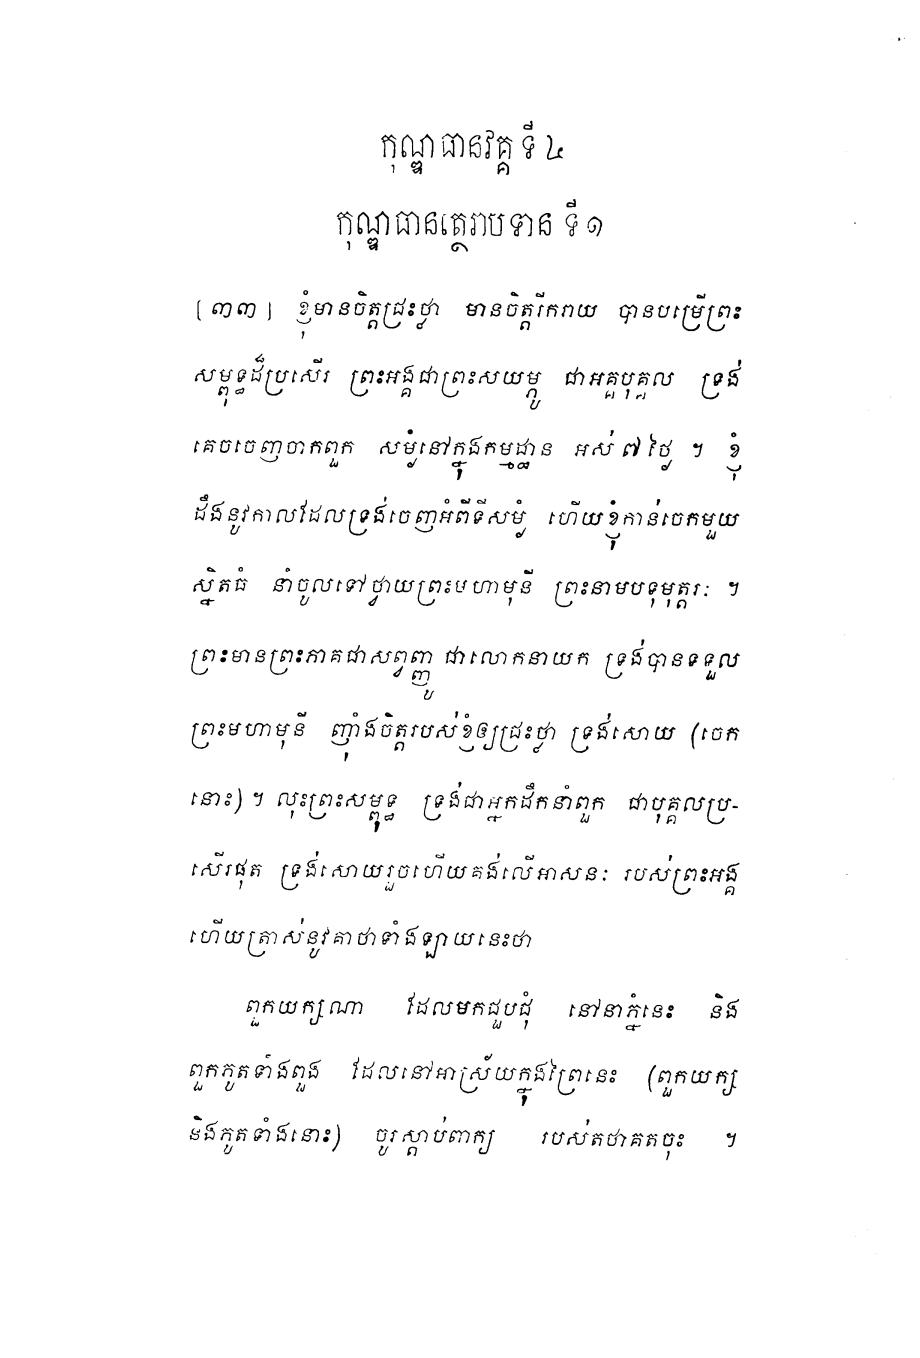 កុណ្ឌធានវគ្គ ទី ៤
កុណ្ឌធានត្ថេរាបទាន ទី ១
[ ៣៣ ] ខ្ញុំមានចិត្តជ្រះថ្លា មានចិត្តរីករាយ បានបម្រើព្រះ
សម្ពុទ្ធដ៏ប្រសើរ ព្រះអង្គជាព្រះសយម្ភូ ជាអគ្គបុគ្គល ទ្រង់
គេចចេញចាកពួក សម្ងំនៅក្នុងកម្មដ្ឋាន អស់ ៧ ថ្ងៃ ។ ខ្ញុំ
ដឹងនូវកាលដែលទ្រង់ចេញអំពីទីសម្ងំ ហើយខ្ញុំកាន់ចេកមួយ
ស្និតធំ នាំចូលទៅថ្វាយព្រះមហាមុនី ព្រះនាមបទុមុត្តរៈ ។
ព្រះមានព្រះភាគជាសព្វញ្ញូ ជាលោកនាយក ទ្រង់បានទទួល
ព្រះមហាមុនី ញ៉ាំងចិត្តរបស់ខ្ញុំឲ្យជ្រះថ្លា ទ្រង់សោយ (ចេក
នោះ) ។ លុះព្រះសម្ពុទ្ធ ទ្រង់ជាអ្នកដឹកនាំពួក ជាបុគ្គលប្រ-
សើរផុត ទ្រង់សោយរួចហើយគង់លើអាសនៈ របស់ព្រះអង្គ
ហើយត្រាស់នូវគាថាទាំងឡាយនេះថា
ពួកយក្សណា ដែលមកជួបជុំ នៅនាភ្នំនេះ និង
ពួកភូតទាំងពួង ដែលនៅអាស្រ័យក្នុងព្រៃនេះ (ពួកយក្ស
និងភូតទាំងនោះ) ចូរស្តាប់ពាក្យ របស់តថាគតចុះ ។